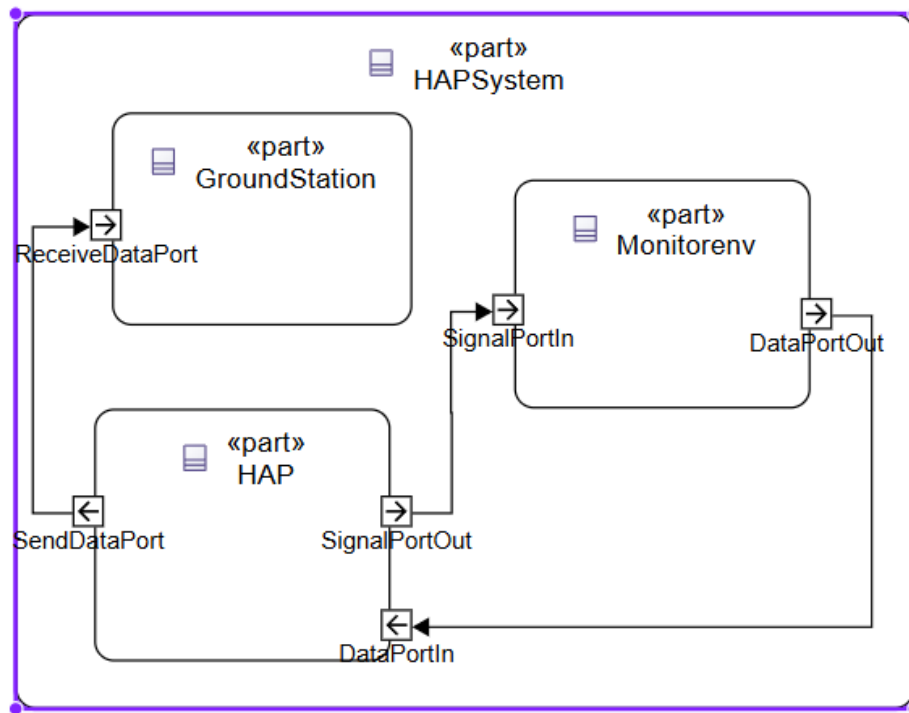 «part»
HAPSystem
«part»
GroundStation
ReceiveDataPort
«part»
Monitorenv
SignalPortIn
DataPortOut
«part»
HAP
SendDataPort
SignalPortOut
DataPortIn